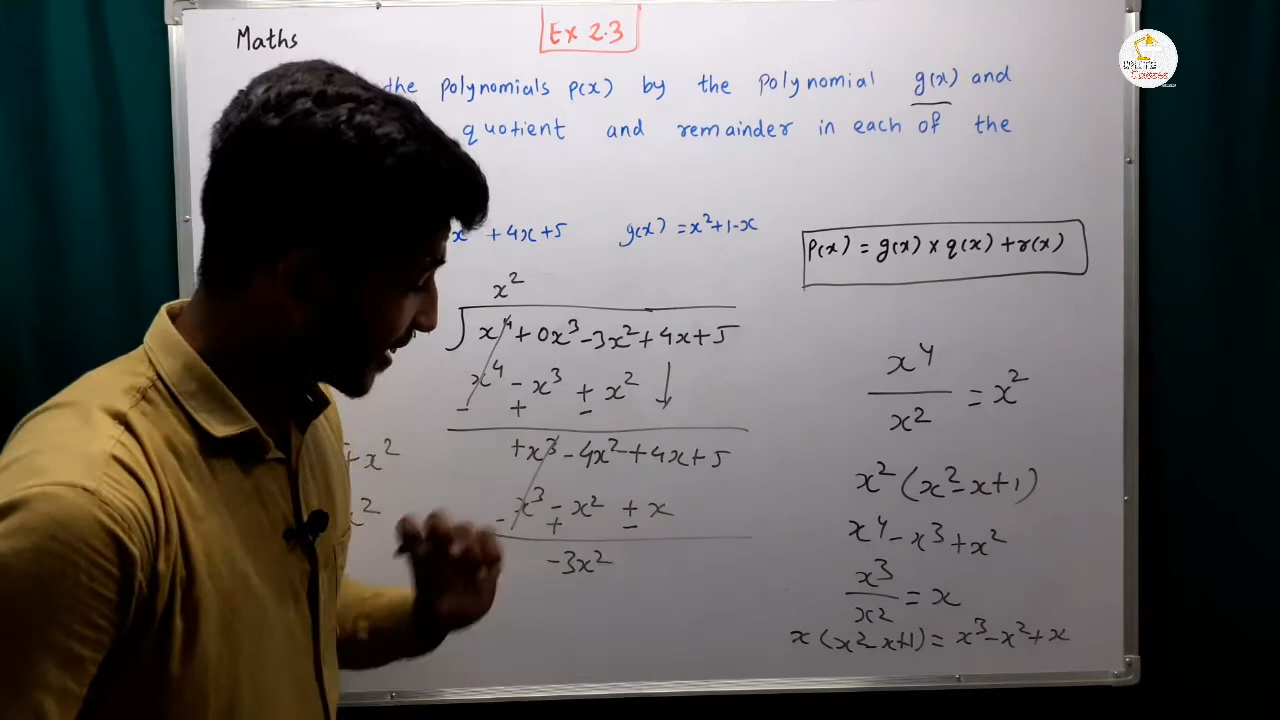 Maths
Ex 2.3
the polynomials p(x) by the polynomial g(x) and
quotient and remainder in each of the
+ 4x + 5 g(x) = x² + 1 - x
p(x) = g(x) × q(x) + r(x)
x²
x⁴ + 0x³ - 3x² + 4x + 5
x⁴ - x³ + x²
- + -
+x³ - 4x² + 4x + 5
x³ - x² + x
- + -
-3x²
+x²
x²
x⁴
x² = x²
x² (x² - x + 1)
x⁴ - x³ + x²
x³
x² = x
x (x² - x + 1) = x³ - x² + x